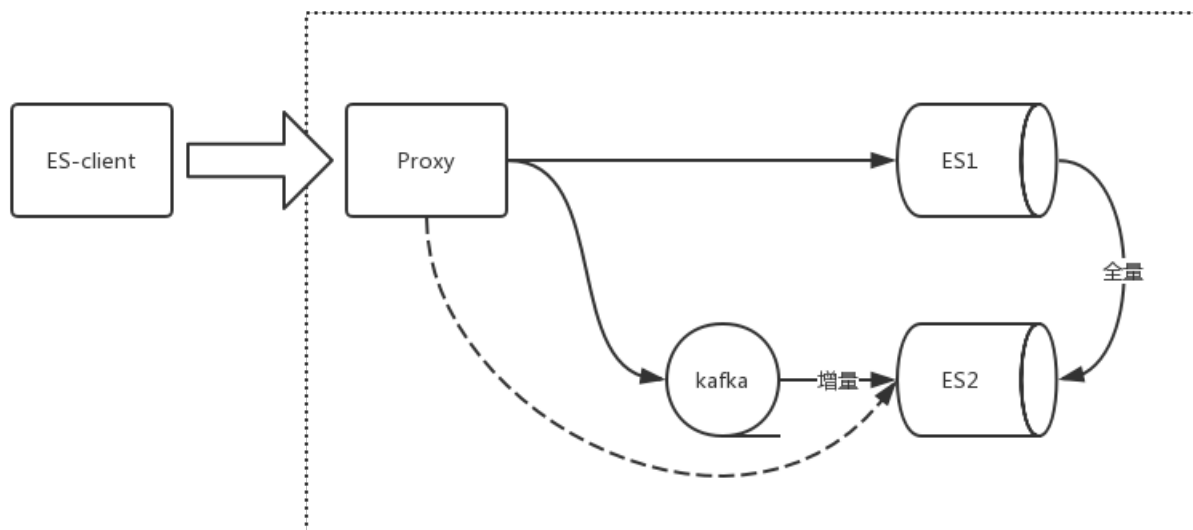 ES-client
Proxy
ES1
全量
kafka
增量
ES2